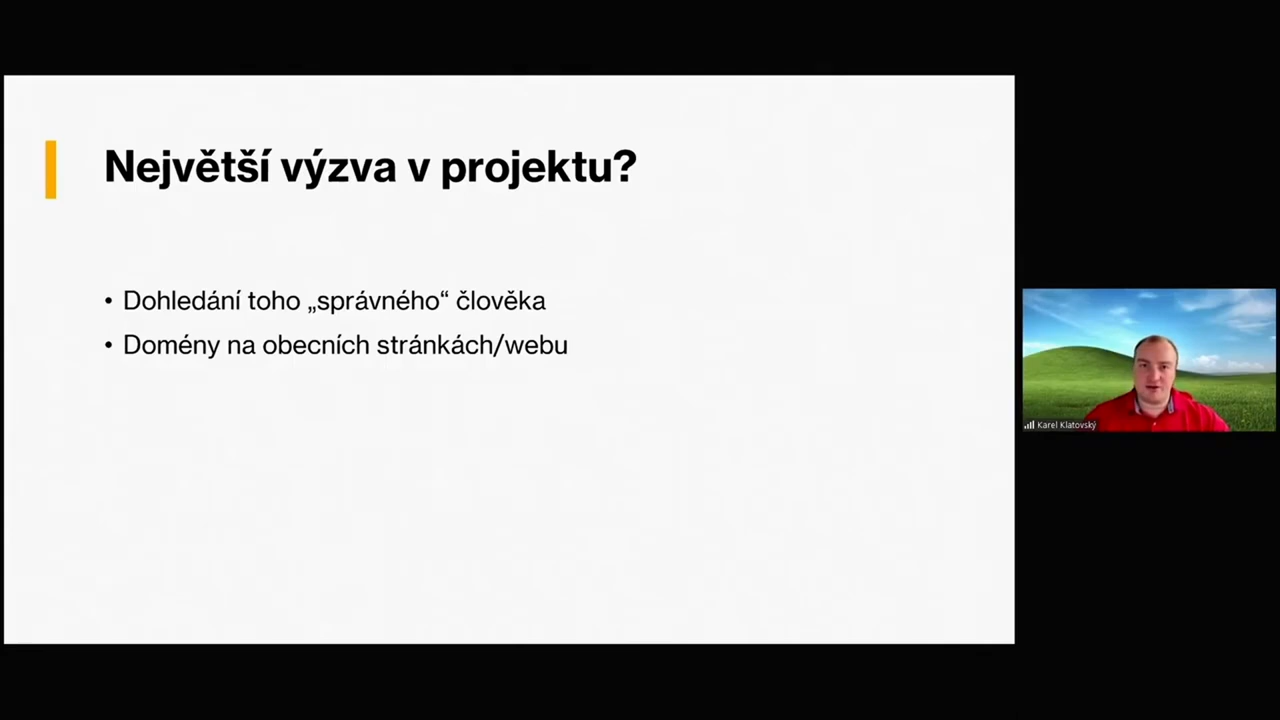 Největší výzva v projektu?
• Dohledání toho „správného“ člověka
• Domény na obecních stránkách/webu
Karel Klatovský